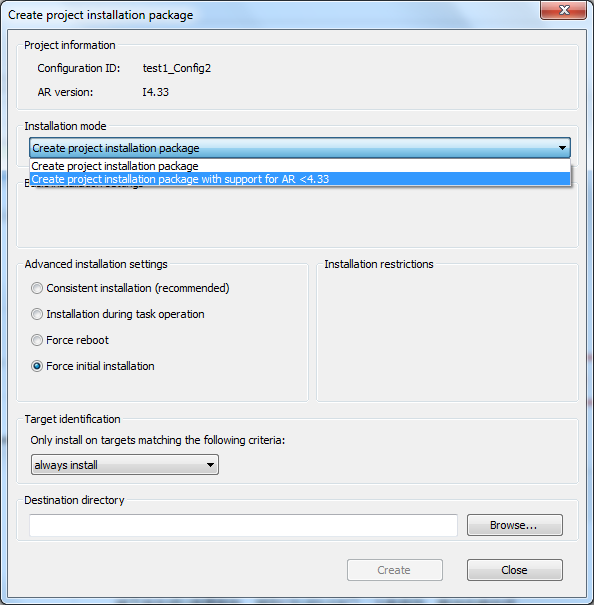 Create project installation package
Project information
Configuration ID: test1_Config2
AR version: I4.33
Installation mode
Create project installation package
Create project installation package
Create project installation package with support for AR <4.33
Advanced installation settings
Installation restrictions
Consistent installation (recommended)
Installation during task operation
Force reboot
Force initial installation
Target identification
Only install on targets matching the following criteria:
always install
Destination directory
Browse...
Create
Close